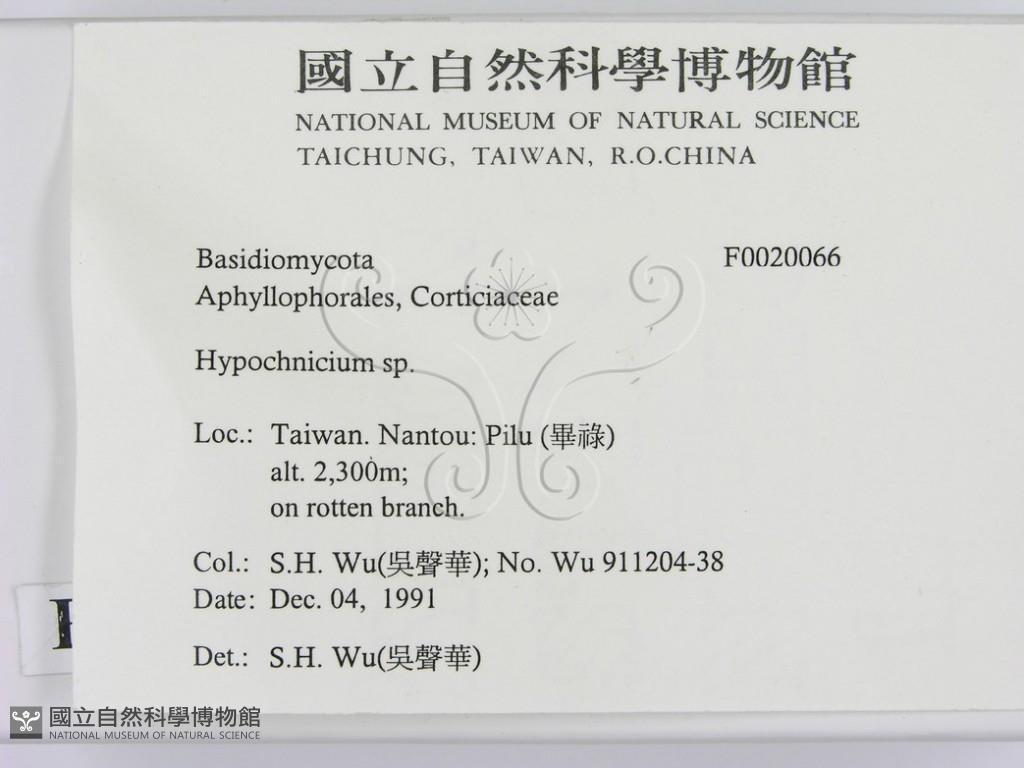 國立自然科學博物館
NATIONAL MUSEUM OF NATURAL SCIENCE
TAICHUNG, TAIWAN, R.O.CHINA
Basidiomycota F0020066
Aphyllophorales, Corticiaceae
Hypochnicium sp.
Loc.: Taiwan. Nantou: Pilu (畢祿)
alt. 2,300m;
on rotten branch.
Col.: S.H. Wu(吳聲華); No. Wu 911204-38
Date: Dec. 04, 1991
Det.: S.H. Wu(吳聲華)
國立自然科學博物館
NATIONAL MUSEUM OF NATURAL SCIENCE